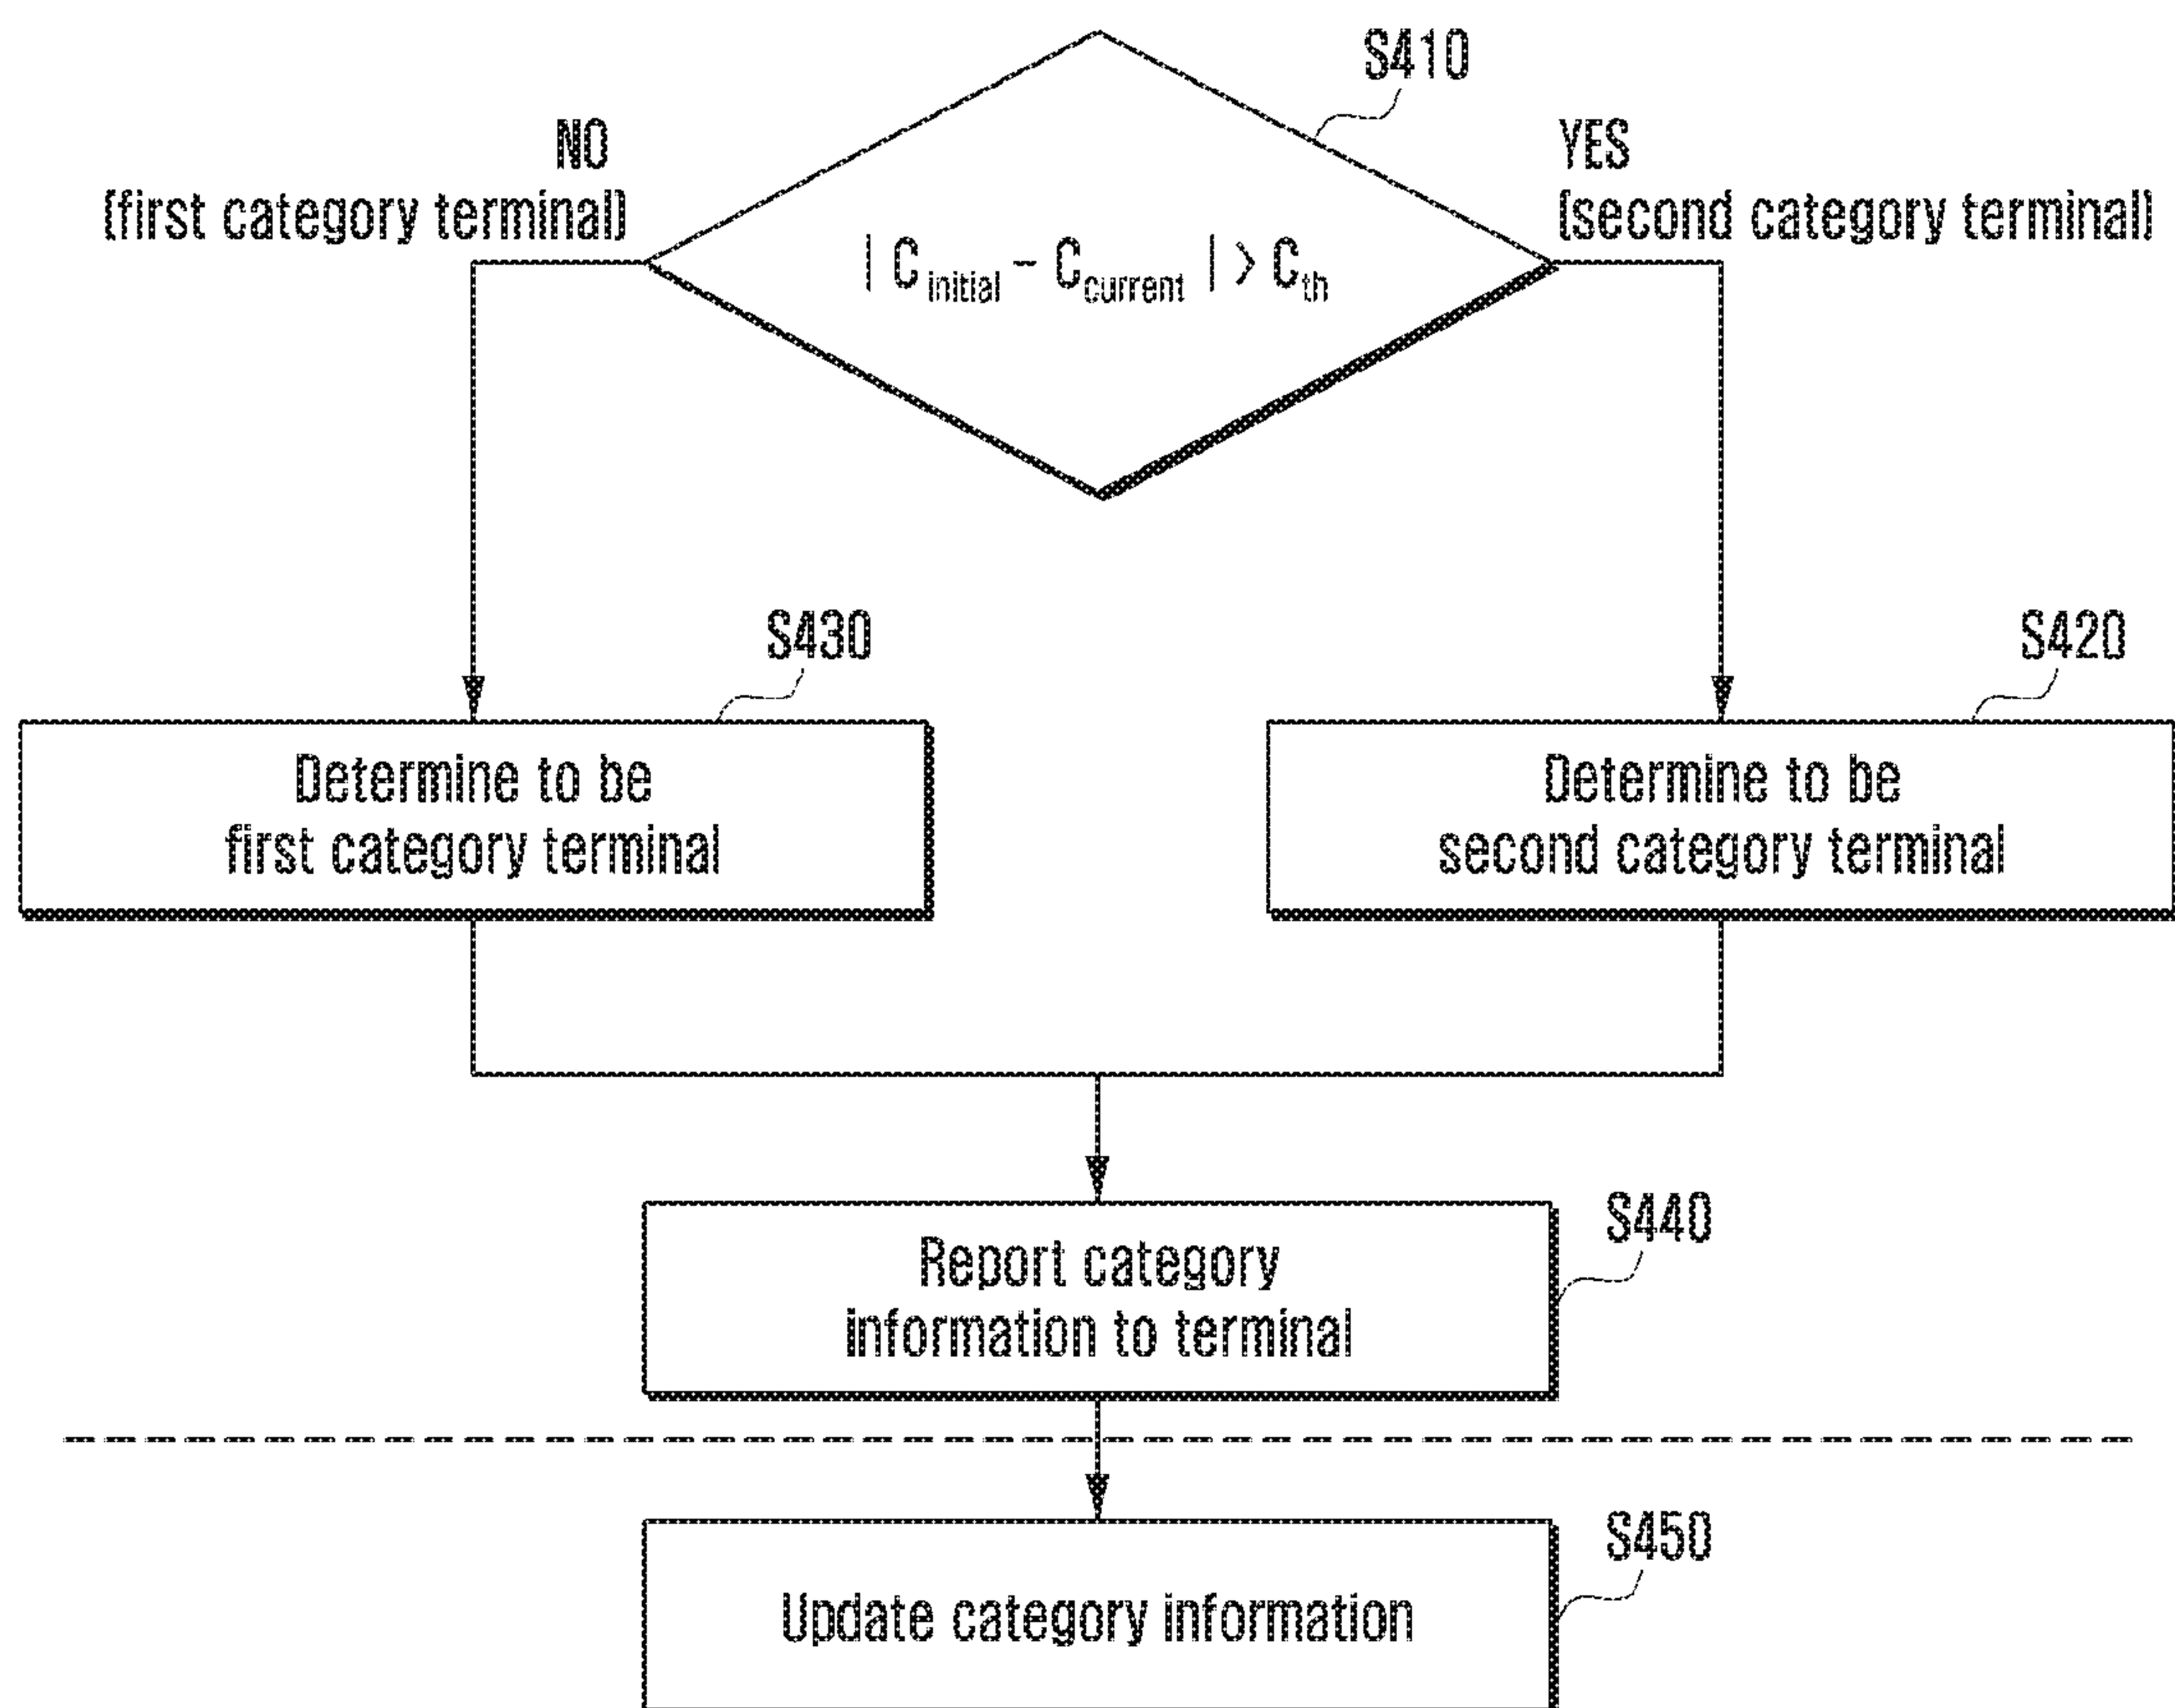 S410
NO
(first category terminal)
YES
(second category terminal)
| C initial - C current | > C th
S430
S420
Determine to be
first category terminal
Determine to be
second category terminal
S440
Report category
information to terminal
S450
Update category information